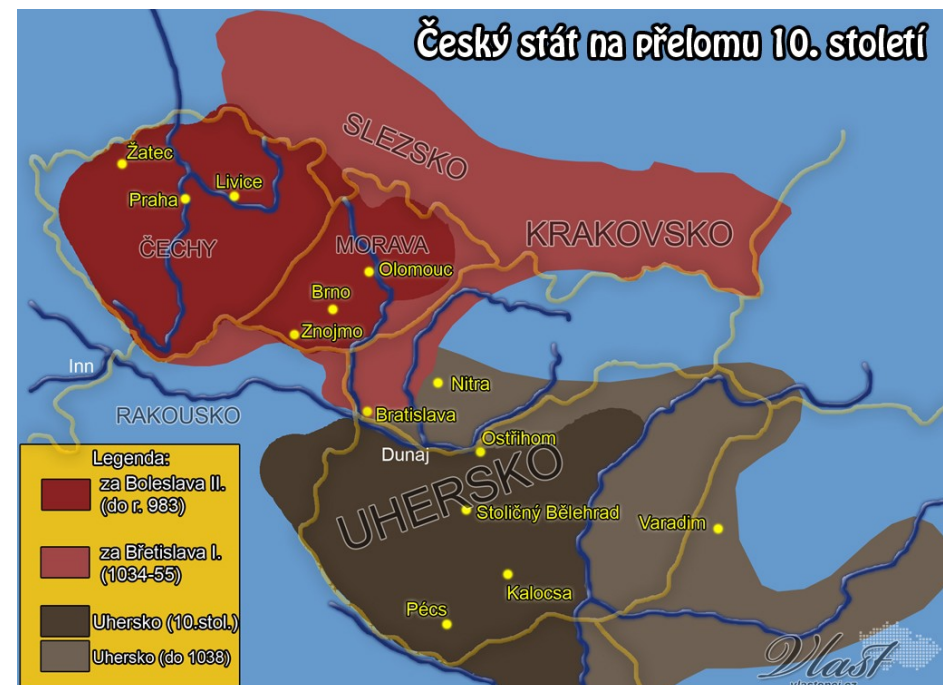 Český stát na přelomu 10. století
SLEZSKO
Žatec
Livice
Praha
KRAKOVSKO
ČECHY
MORAVA
Olomouc
Brno
Znojmo
Inn
Nitra
RAKOUSKO
Bratislava
Ostřihom
Dunaj
Legenda:
za Boleslava II.
(do r. 983)
za Břetislava I.
(1034-55)
Uhersko (10.stol.)
Uhersko (do 1038)
UHERSKO
Stoličný Bělehrad
Varadim
Kalocsa
Pécs
Vlast